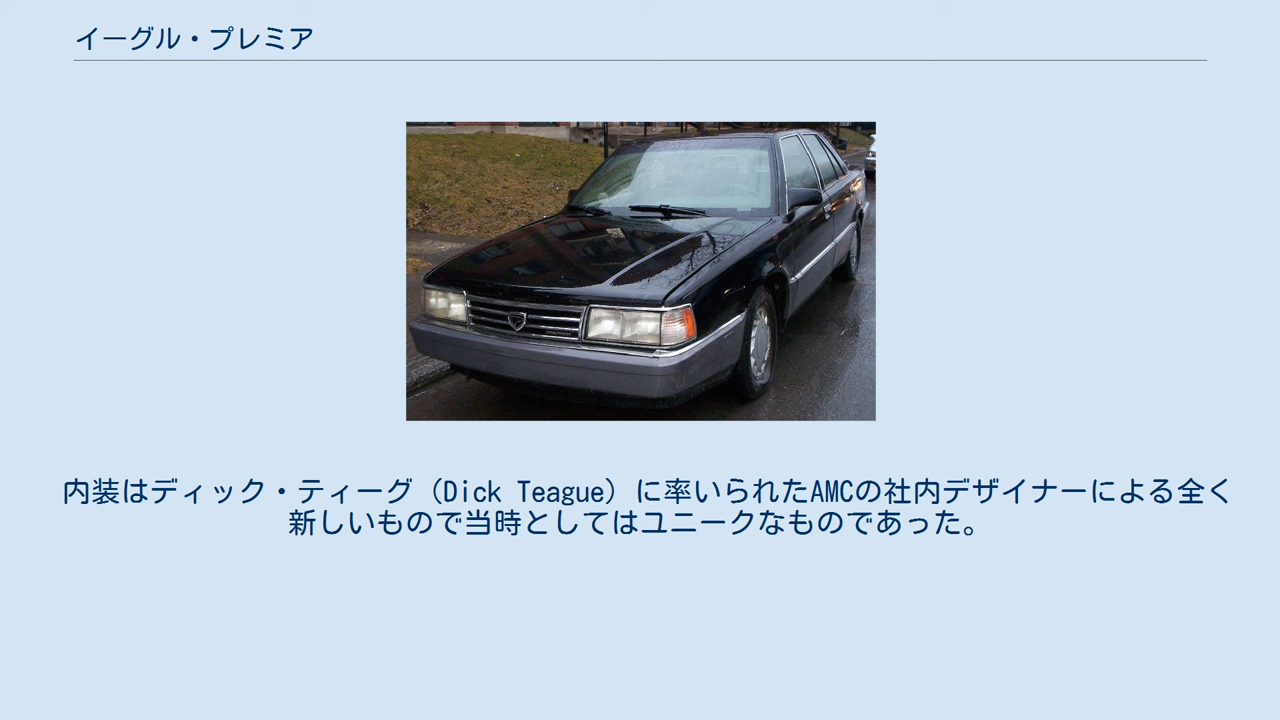 イーグル・プレミア
内装はディック・ティーグ（Dick Teague）に率いられたAMCの社内デザイナーによる全く
新しいもので当時としてはユニークなものであった。